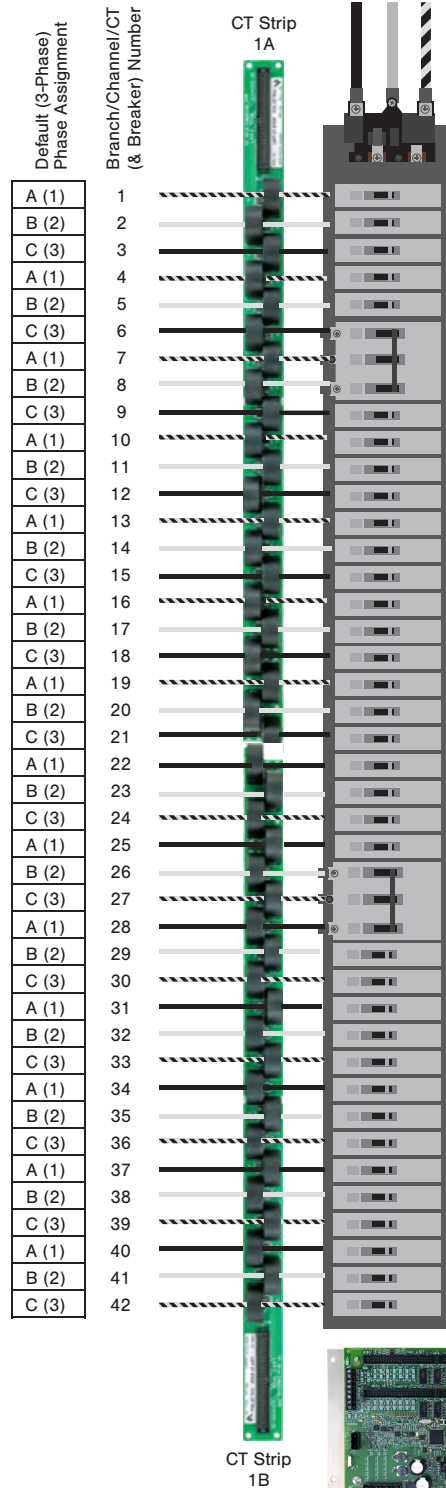 Default (3-Phase)
Phase Assignment
Branch/Channel/CT
(& Breaker) Number
CT Strip
1A
A (1) 1
B (2) 2
C (3) 3
A (1) 4
B (2) 5
C (3) 6
A (1) 7
B (2) 8
C (3) 9
A (1) 10
B (2) 11
C (3) 12
A (1) 13
B (2) 14
C (3) 15
A (1) 16
B (2) 17
C (3) 18
A (1) 19
B (2) 20
C (3) 21
A (1) 22
B (2) 23
C (3) 24
A (1) 25
B (2) 26
C (3) 27
A (1) 28
B (2) 29
C (3) 30
A (1) 31
B (2) 32
C (3) 33
A (1) 34
B (2) 35
C (3) 36
A (1) 37
B (2) 38
C (3) 39
A (1) 40
B (2) 41
C (3) 42
CT Strip
1B